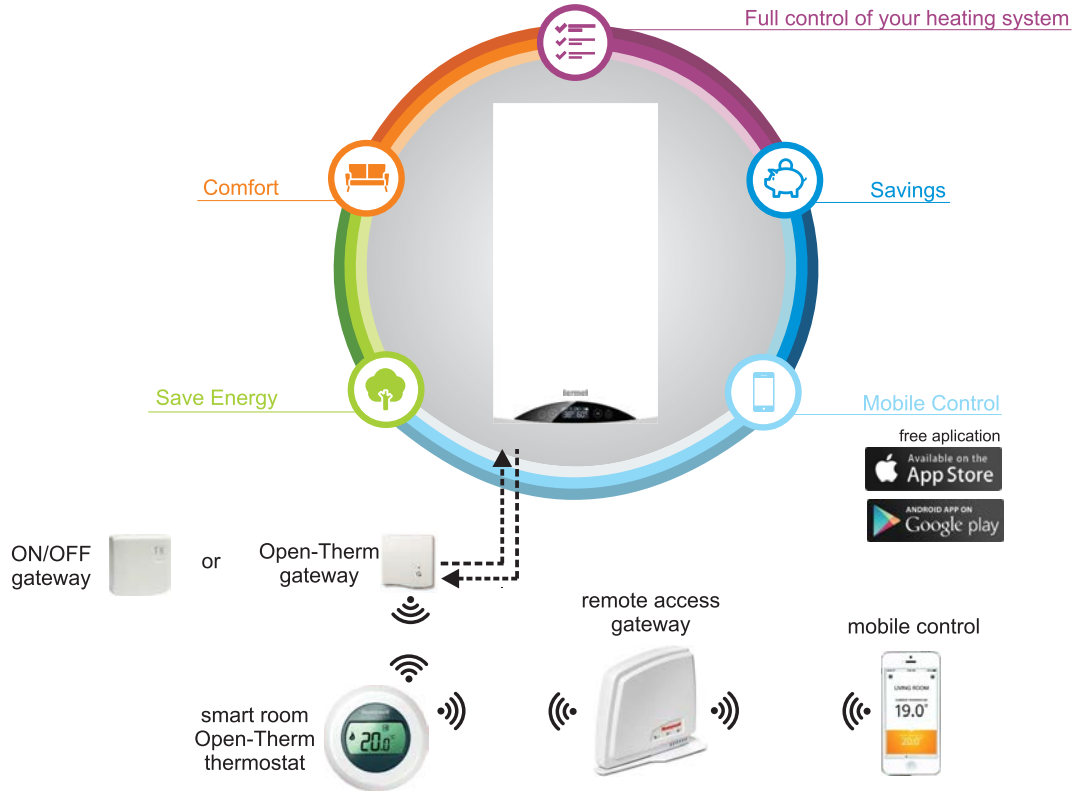 Full control of your heating system
Comfort
Savings
termet
Save Energy
Mobile Control
free aplication
Available on the
App Store
ANDROID APP ON
Google play
ON/OFF
gateway
or
Open-Therm
gateway
remote access
gateway
mobile control
smart room
Open-Therm
thermostat
20.0°
Honeywell
LIVING ROOM
19.0°
20.0°